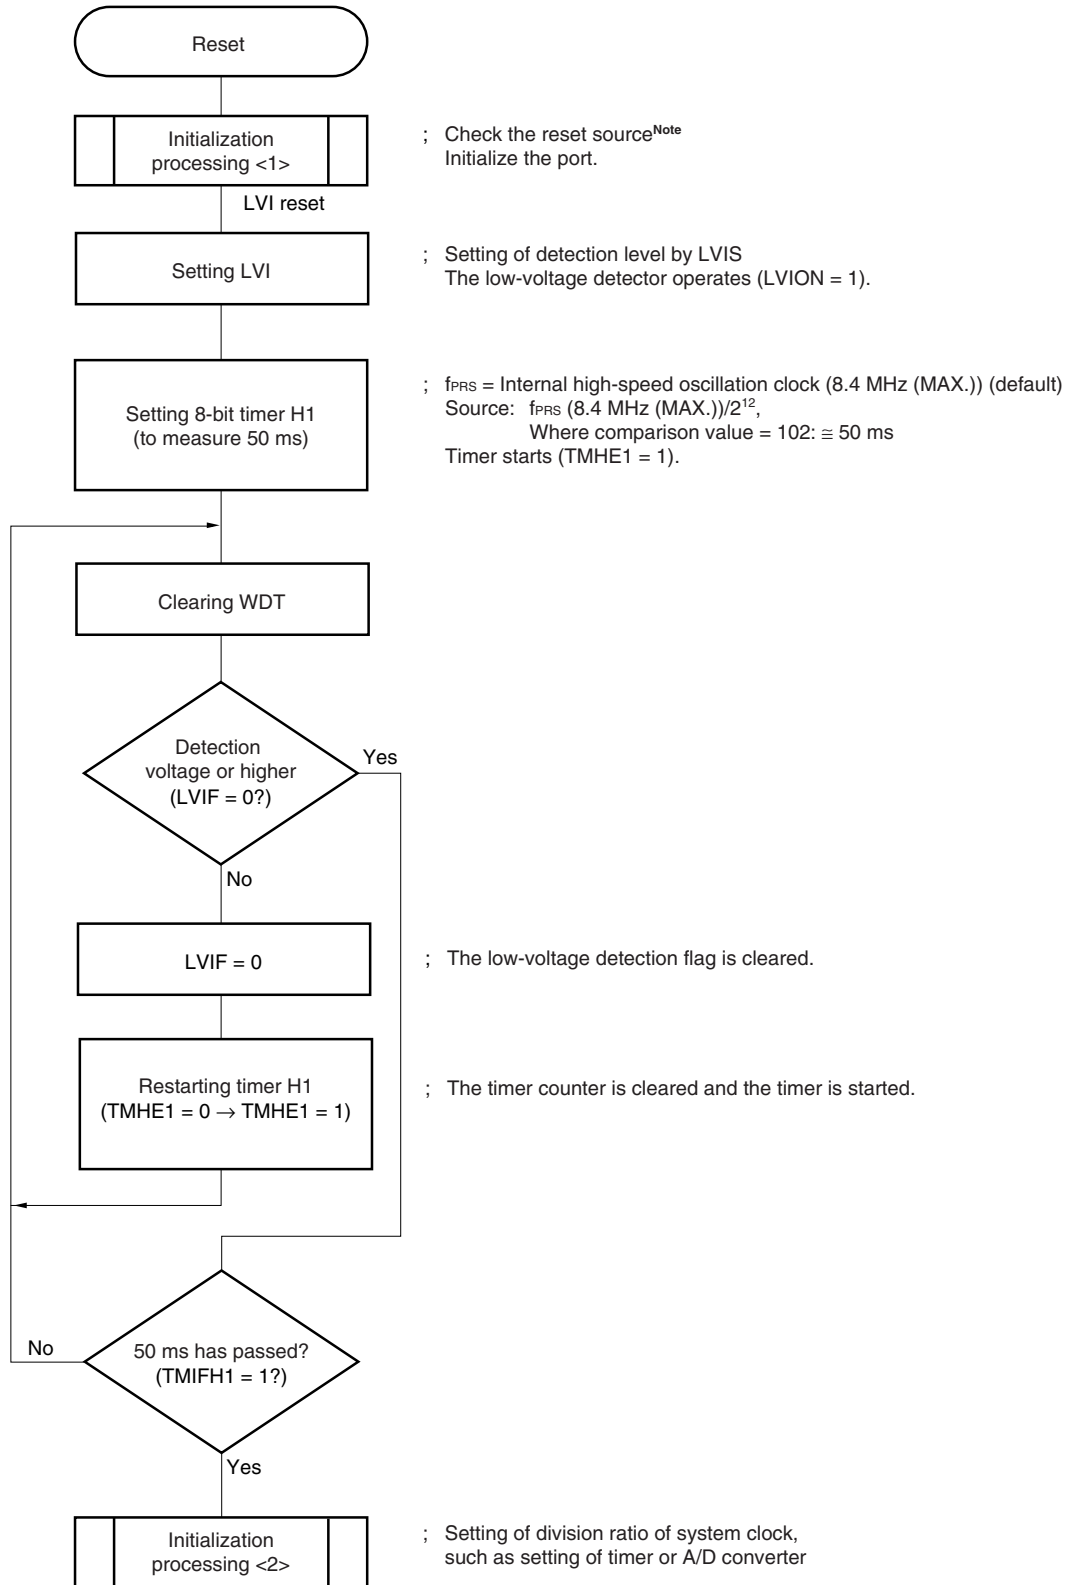 Reset
Initialization
processing <1>
; Check the reset sourceNote
Initialize the port.
LVI reset
Setting LVI
; Setting of detection level by LVIS
The low-voltage detector operates (LVION = 1).
Setting 8-bit timer H1
(to measure 50 ms)
; fPRS = Internal high-speed oscillation clock (8.4 MHz (MAX.)) (default)
Source: fPRS (8.4 MHz (MAX.))/2¹²,
Where comparison value = 102: ≅ 50 ms
Timer starts (TMHE1 = 1).
Clearing WDT
Detection
voltage or higher
(LVIF = 0?)
Yes
No
LVIF = 0
; The low-voltage detection flag is cleared.
Restarting timer H1
(TMHE1 = 0 → TMHE1 = 1)
; The timer counter is cleared and the timer is started.
No
50 ms has passed?
(TMIFH1 = 1?)
Yes
Initialization
processing <2>
; Setting of division ratio of system clock,
such as setting of timer or A/D converter